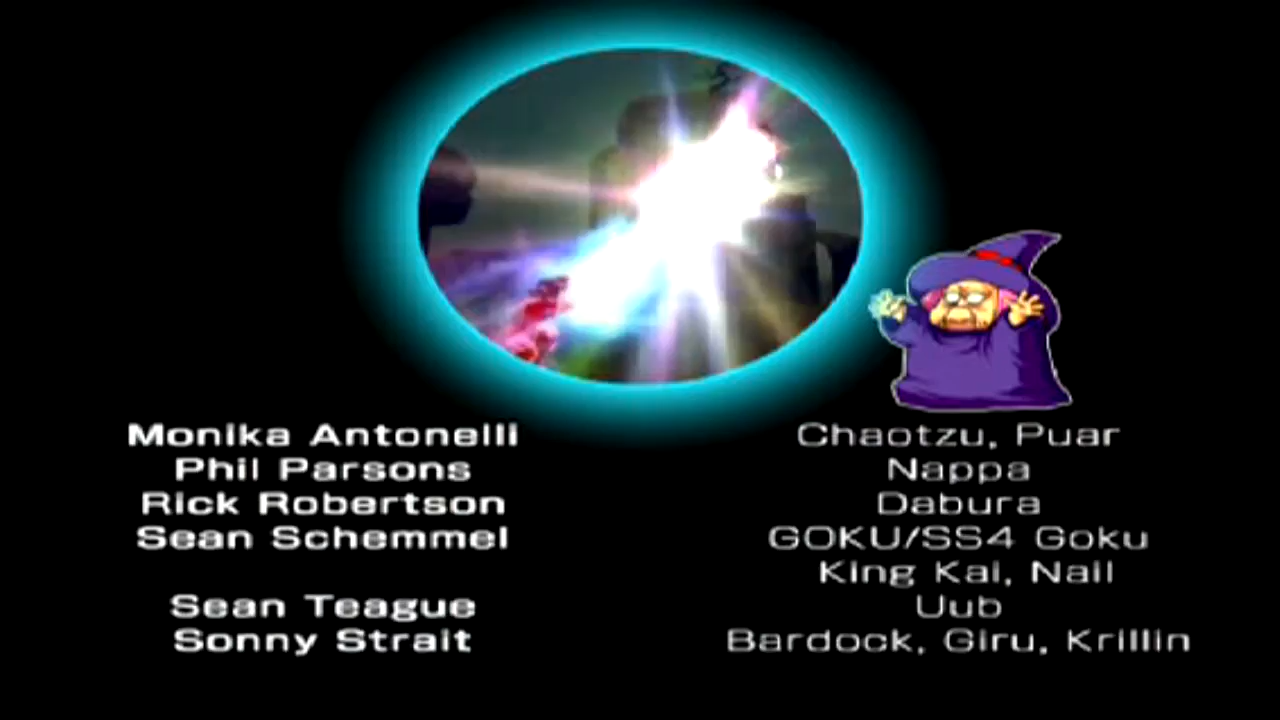 Monika Antonelli Chaotzu, Puar
Phil Parsons Nappa
Rick Robertson Dabura
Sean Schemmel GOKU/SS4 Goku
King Kai, Nail
Sean Teague Uub
Sonny Strait Bardock, Giru, Krillin